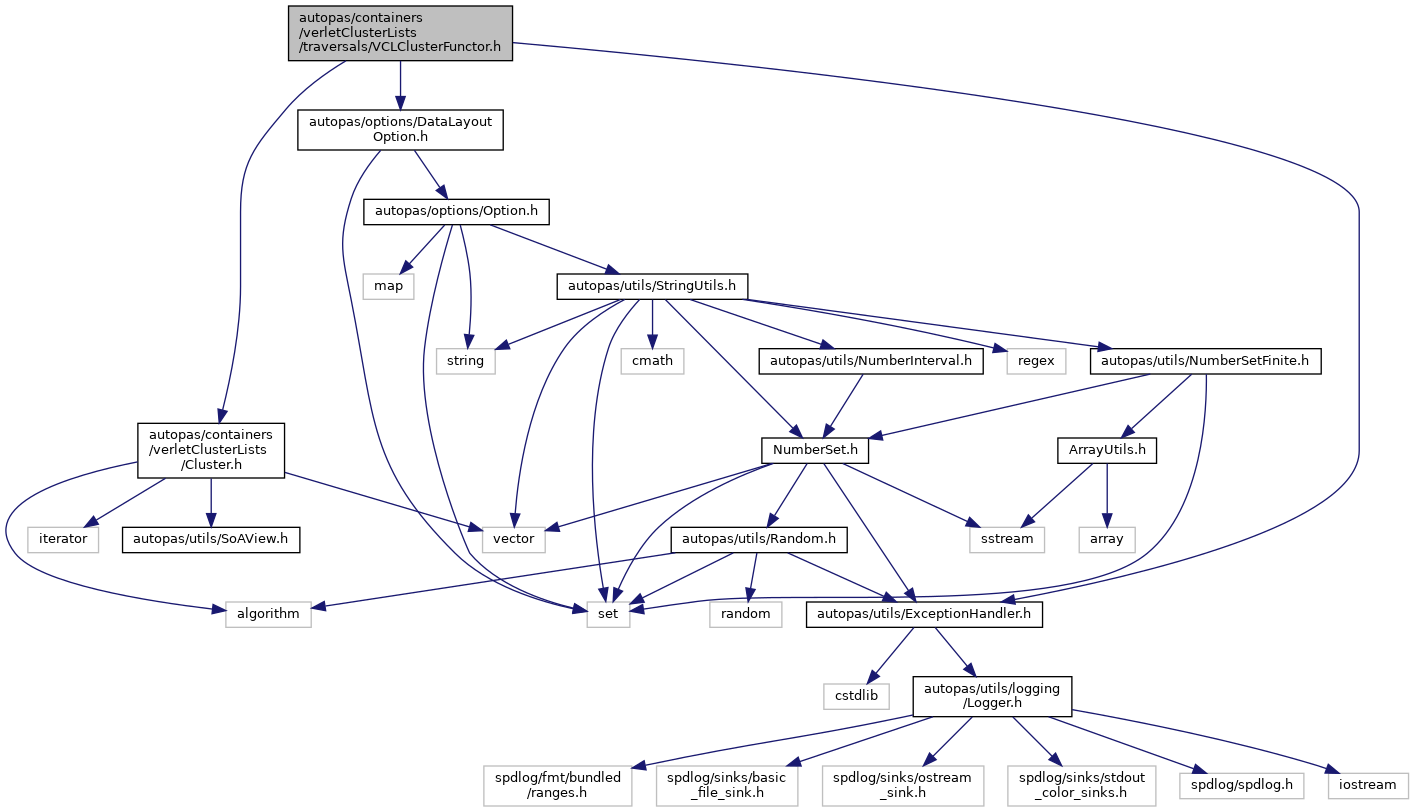 autopas/containers
/verletClusterLists
/traversals/VCLClusterFunctor.h
autopas/options/DataLayout
Option.h
autopas/options/Option.h
map
autopas/utils/StringUtils.h
string
cmath
autopas/utils/NumberInterval.h
regex
autopas/utils/NumberSetFinite.h
autopas/containers
/verletClusterLists
/Cluster.h
NumberSet.h
ArrayUtils.h
iterator
autopas/utils/SoAView.h
vector
autopas/utils/Random.h
sstream
array
algorithm
set
random
autopas/utils/ExceptionHandler.h
cstdlib
autopas/utils/logging
/Logger.h
spdlog/fmt/bundled
/ranges.h
spdlog/sinks/basic
_file_sink.h
spdlog/sinks/ostream
_sink.h
spdlog/sinks/stdout
_color_sinks.h
spdlog/spdlog.h
iostream